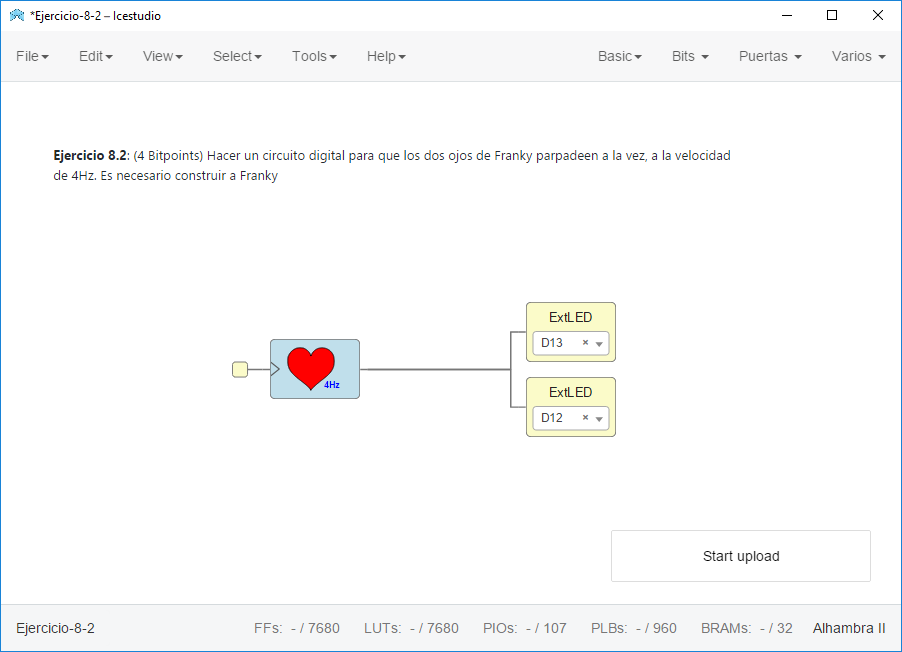 *Ejercicio-8-2 – Icestudio
File Edit View Select Tools Help Basic Bits Puertas Varios
Ejercicio 8.2: (4 Bitpoints) Hacer un circuito digital para que los dos ojos de Franky parpadeen a la vez, a la velocidad
de 4Hz. Es necesario construir a Franky
ExtLED
D13 ×
4Hz
ExtLED
D12 ×
Start upload
Ejercicio-8-2 FFs: - / 7680 LUTs: - / 7680 PIOs: - / 107 PLBs: - / 960 BRAMs: - / 32 Alhambra II